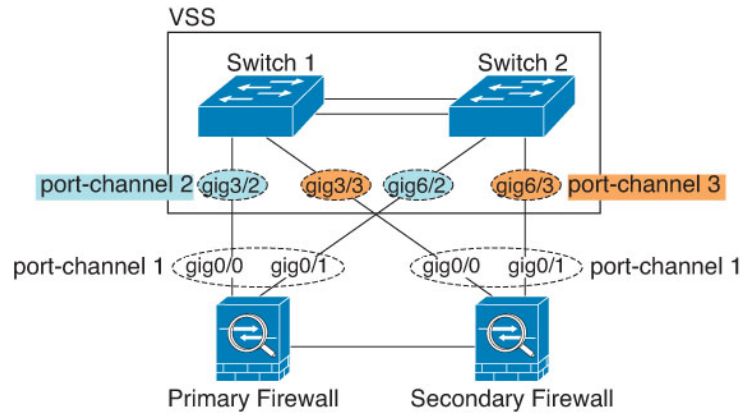 VSS
Switch 1
Switch 2
port-channel 2
gig3/2
gig3/3
gig6/2
gig6/3
port-channel 3
port-channel 1
gig0/0
gig0/1
gig0/0
gig0/1
port-channel 1
Primary Firewall
Secondary Firewall